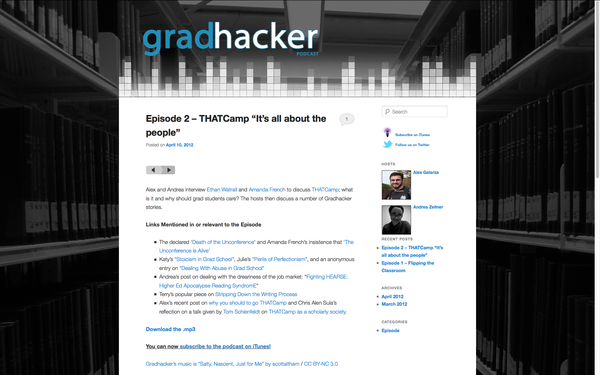 gradhacker
PODCAST
Episode 2 – THATCamp “It’s all about the
people”
1
Posted on April 10, 2012
Alex and Andrea interview Ethan Watrall and Amanda French to discuss THATCamp; what
is it and why should grad students care? The hosts then discuss a number of Gradhacker
stories.
Links Mentioned in or relevant to the Episode
The declared ‘Death of the Unconference’ and Amanda French’s insistence that ‘The
Unconference is Alive’
Katy’s “Stoicism in Grad School”, Julie’s “Perils of Perfectionism”, and an anonymous
entry on “Dealing With Abuse in Grad School”
Andrea’s post on dealing with the dreariness of the job market: “Fighting HEARSE:
Higher Ed Apocalypse Reading SyndromE”
Terry’s popular piece on Stripping Down the Writing Process
Alex’s recent post on why you should go THATCamp and Chris Alen Sula’s
reflection on a talk given by Tom Schleinfeldt on THATCamp as a scholarly society.
Download the .mp3
You can now subscribe to the podcast on iTunes!
Gradhacker’s music is “Salty, Nascent, Just for Me” by scottaltham / CC BY-NC 3.0
Search
Subscribe on iTunes
Follow us on Twitter
HOSTS
Alex Galarza
Andrea Zellner
RECENT POSTS
Episode 2 – THATCamp “It’s
all about the people”
Episode 1 – Flipping the
Classroom
ARCHIVES
April 2012
March 2012
CATEGORIES
Episode